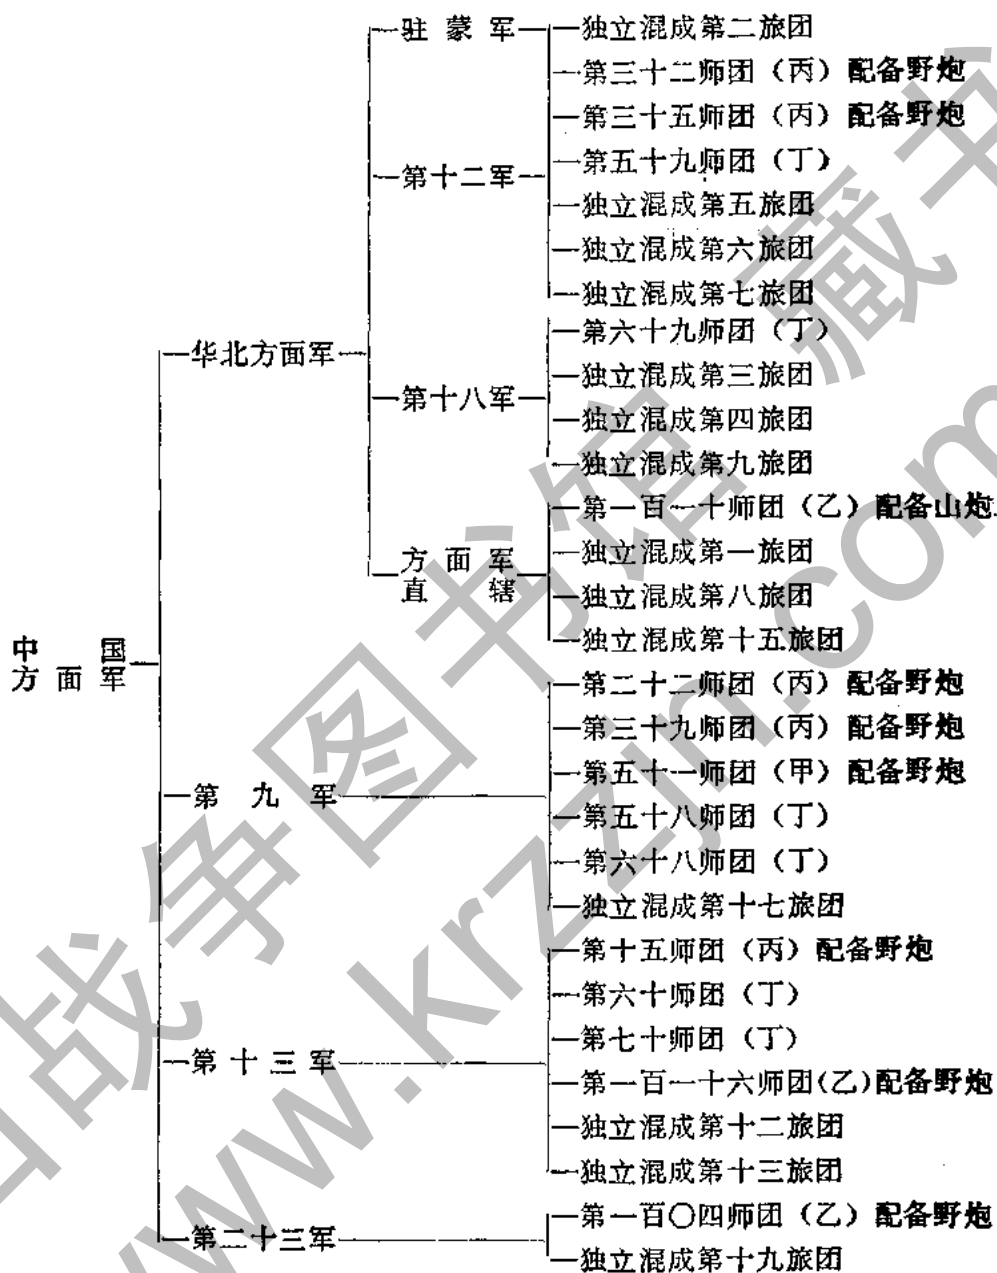 中国
方面军
华北方面军
驻蒙军
独立混成第二旅团
第十二军
第三十二师团（丙）配备野炮
第三十五师团（丙）配备野炮
第五十九师团（丁）
独立混成第五旅团
独立混成第六旅团
独立混成第七旅团
第十八军
第六十九师团（丁）
独立混成第三旅团
独立混成第四旅团
独立混成第九旅团
方面军
直辖
第一百一十师团（乙）配备山炮
独立混成第一旅团
独立混成第八旅团
独立混成第十五旅团
第九军
第二十二师团（丙）配备野炮
第三十九师团（丙）配备野炮
第五十一师团（甲）配备野炮
第五十八师团（丁）
第六十八师团（丁）
独立混成第十七旅团
第十三军
第十五师团（丙）配备野炮
第六十师团（丁）
第七十师团（丁）
第一百一十六师团（乙）配备野炮
独立混成第十二旅团
独立混成第十三旅团
第二十三军
第一百〇四师团（乙）配备野炮
独立混成第十九旅团
战争图书馆 藏书
www.krzzjn.com